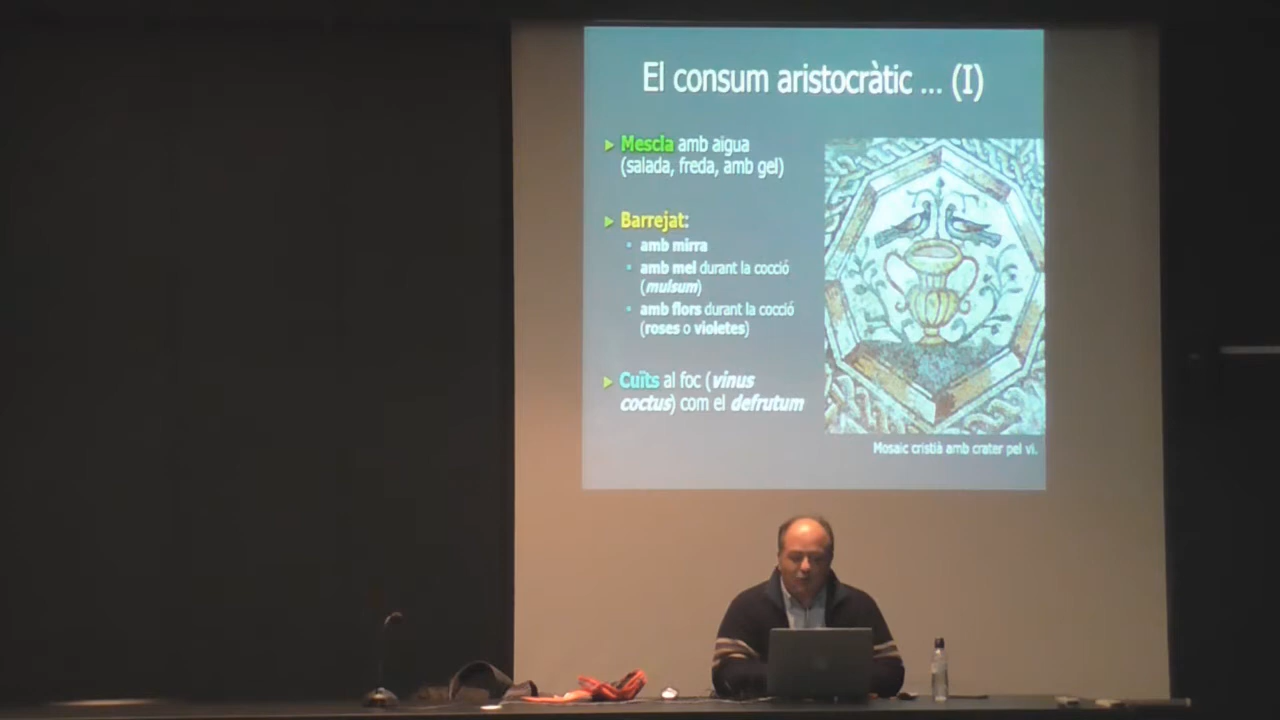 El consum aristocràtic ... (I)
Mescla amb aigua
(salada, freda, amb gel)
Barrejat:
amb mirra
amb mel durant la cocció
(mulsum)
amb flors durant la cocció
(roses o violetes)
Cuïts al foc (vinus
coctus) com el defrutum
Mosaic cristià amb crater pel vi.